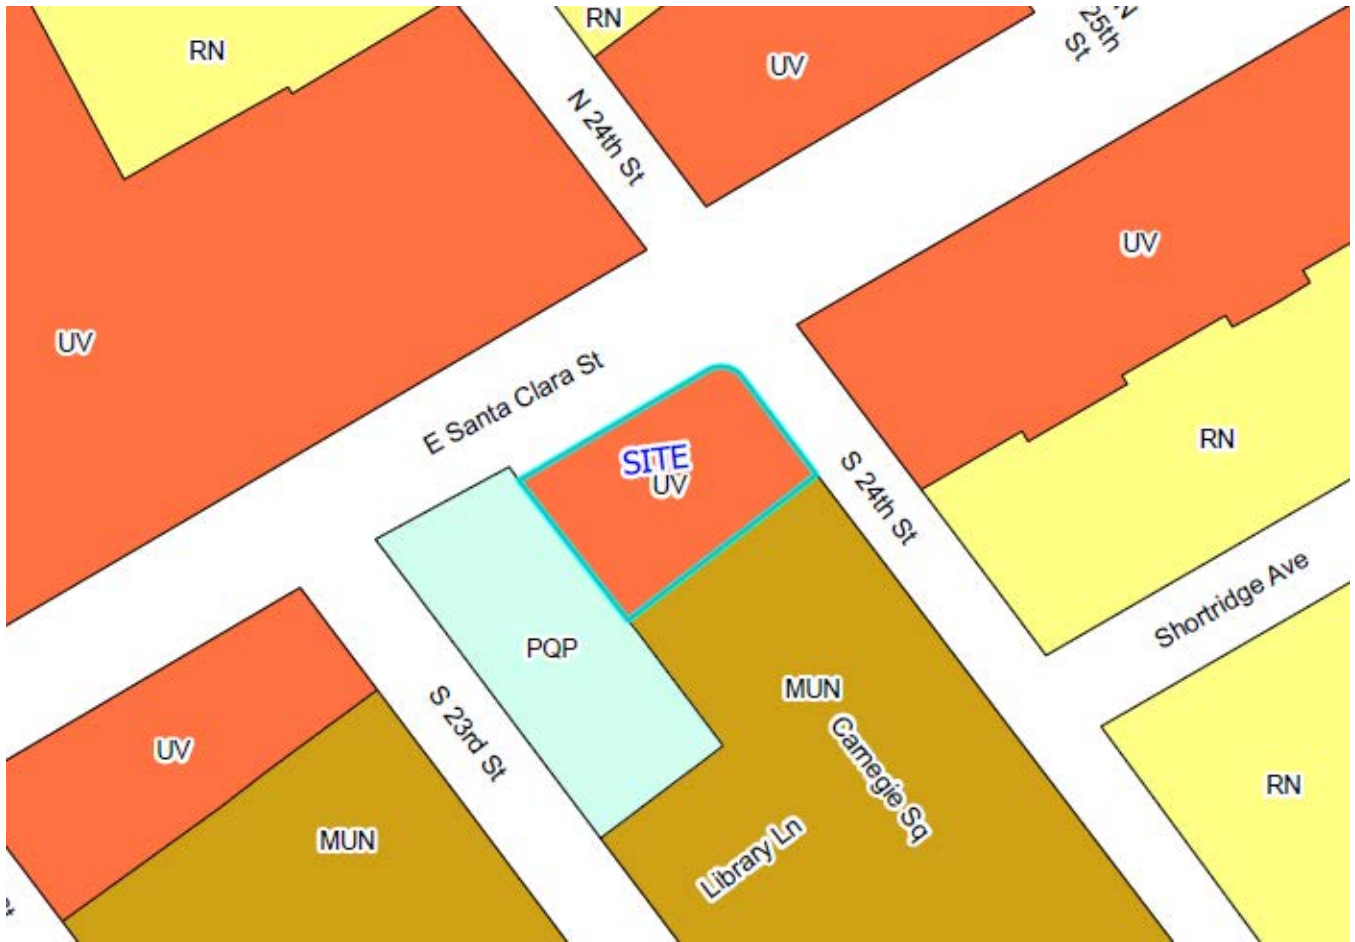 RN
RN
UV
N
25th
St
N 24th St
UV
UV
E Santa Clara St
SITE
UV
RN
S 24th St
Shortridge Ave
PQP
MUN
S 23rd St
UV
Carnegie Sq
RN
MUN
Library Ln